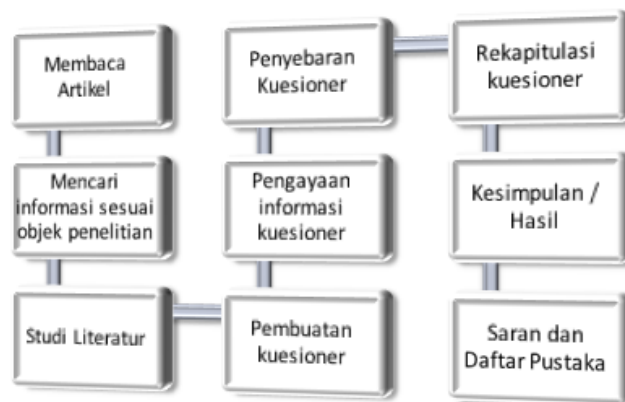 Membaca
Artikel
Mencari
informasi sesuai
objek penelitian
Studi Literatur
Pembuatan
kuesioner
Pengayaan
informasi
kuesioner
Penyebaran
Kuesioner
Rekapitulasi
kuesioner
Kesimpulan /
Hasil
Saran dan
Daftar Pustaka